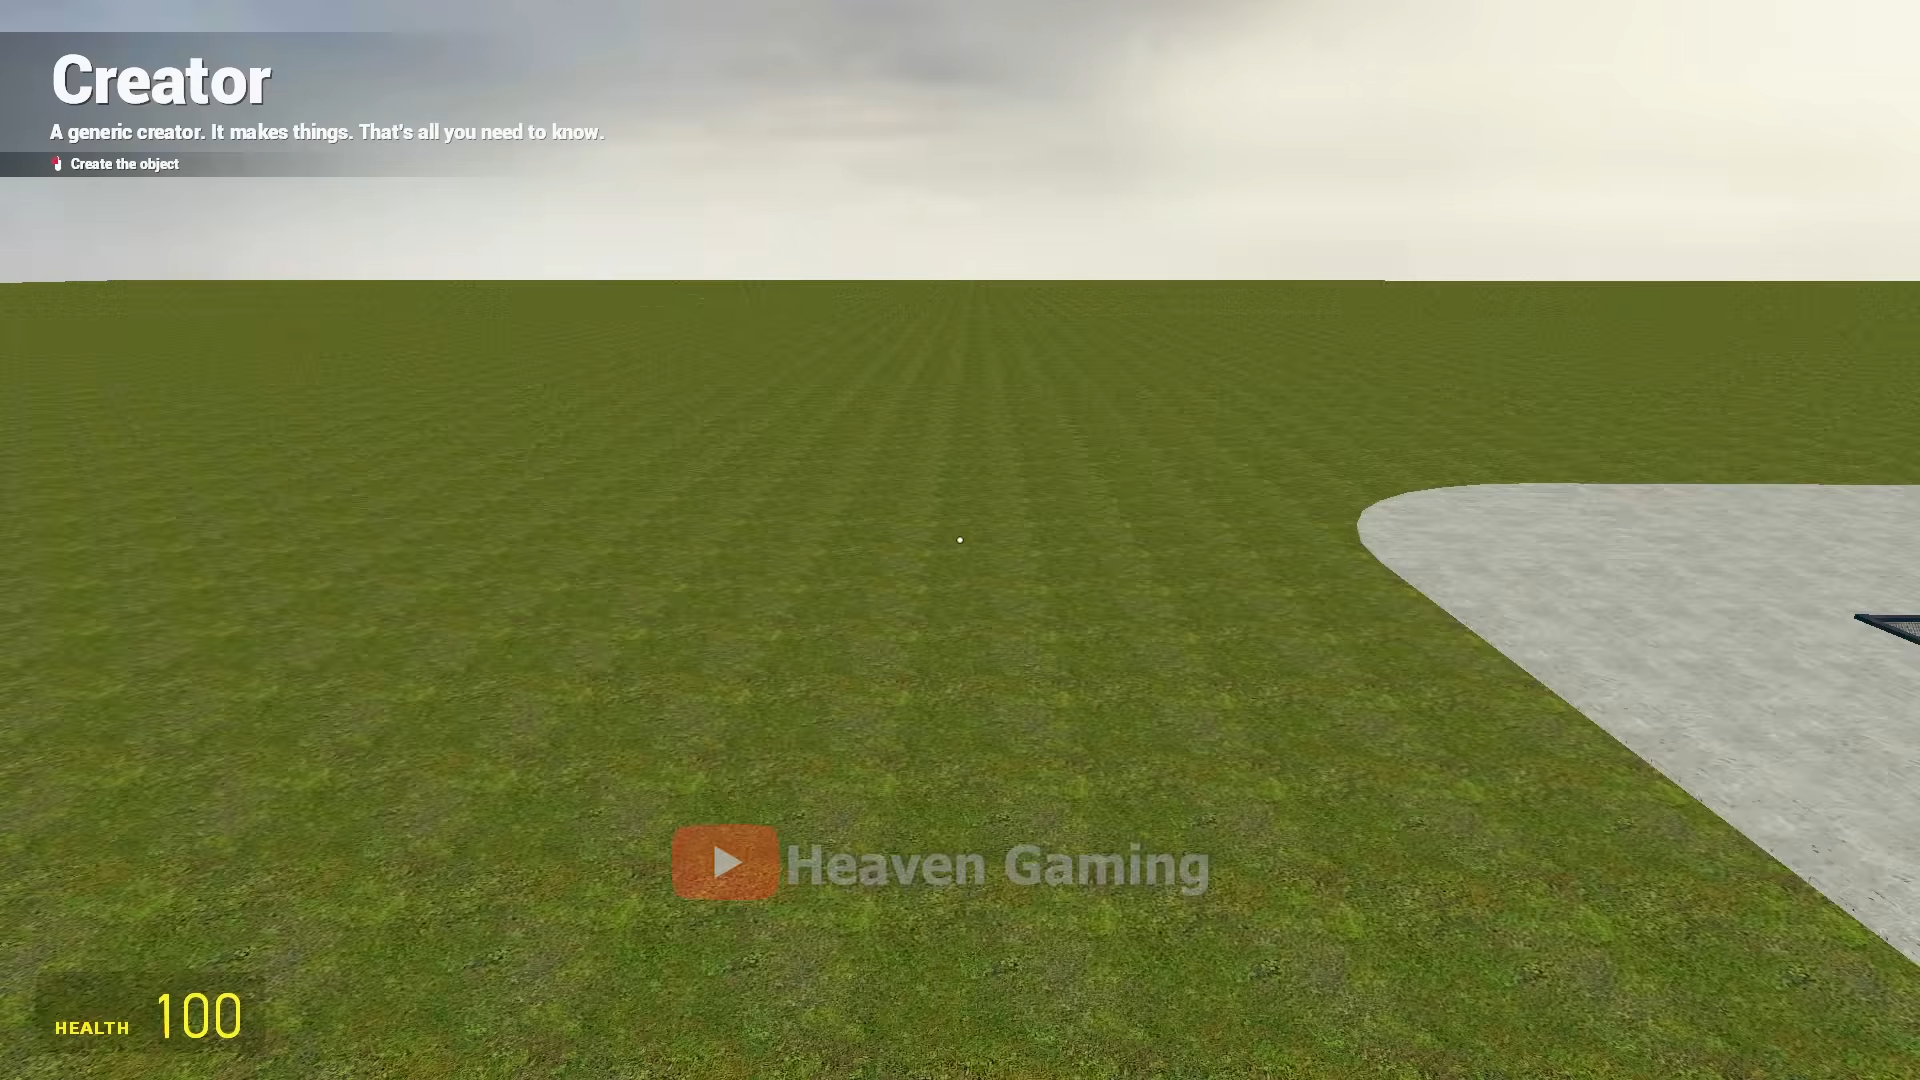 Creator
A generic creator. It makes things. That's all you need to know.
Create the object
Heaven Gaming
HEALTH 100